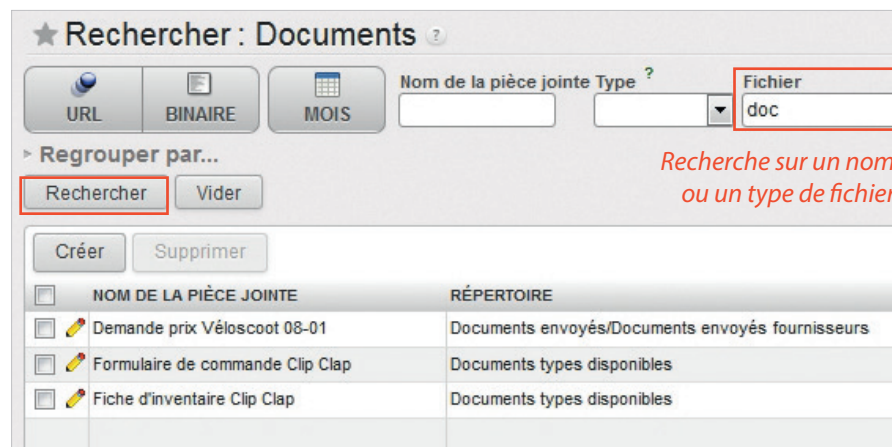 Rechercher : Documents ?
URL BINAIRE MOIS Nom de la pièce jointe Type ? Fichier
doc
Regrouper par...
Recherche sur un nom
ou un type de fichier
Rechercher Vider
Créer Supprimer
NOM DE LA PIÈCE JOINTE RÉPERTOIRE
Demande prix Véloscoot 08-01 Documents envoyés/Documents envoyés fournisseurs
Formulaire de commande Clip Clap Documents types disponibles
Fiche d'inventaire Clip Clap Documents types disponibles